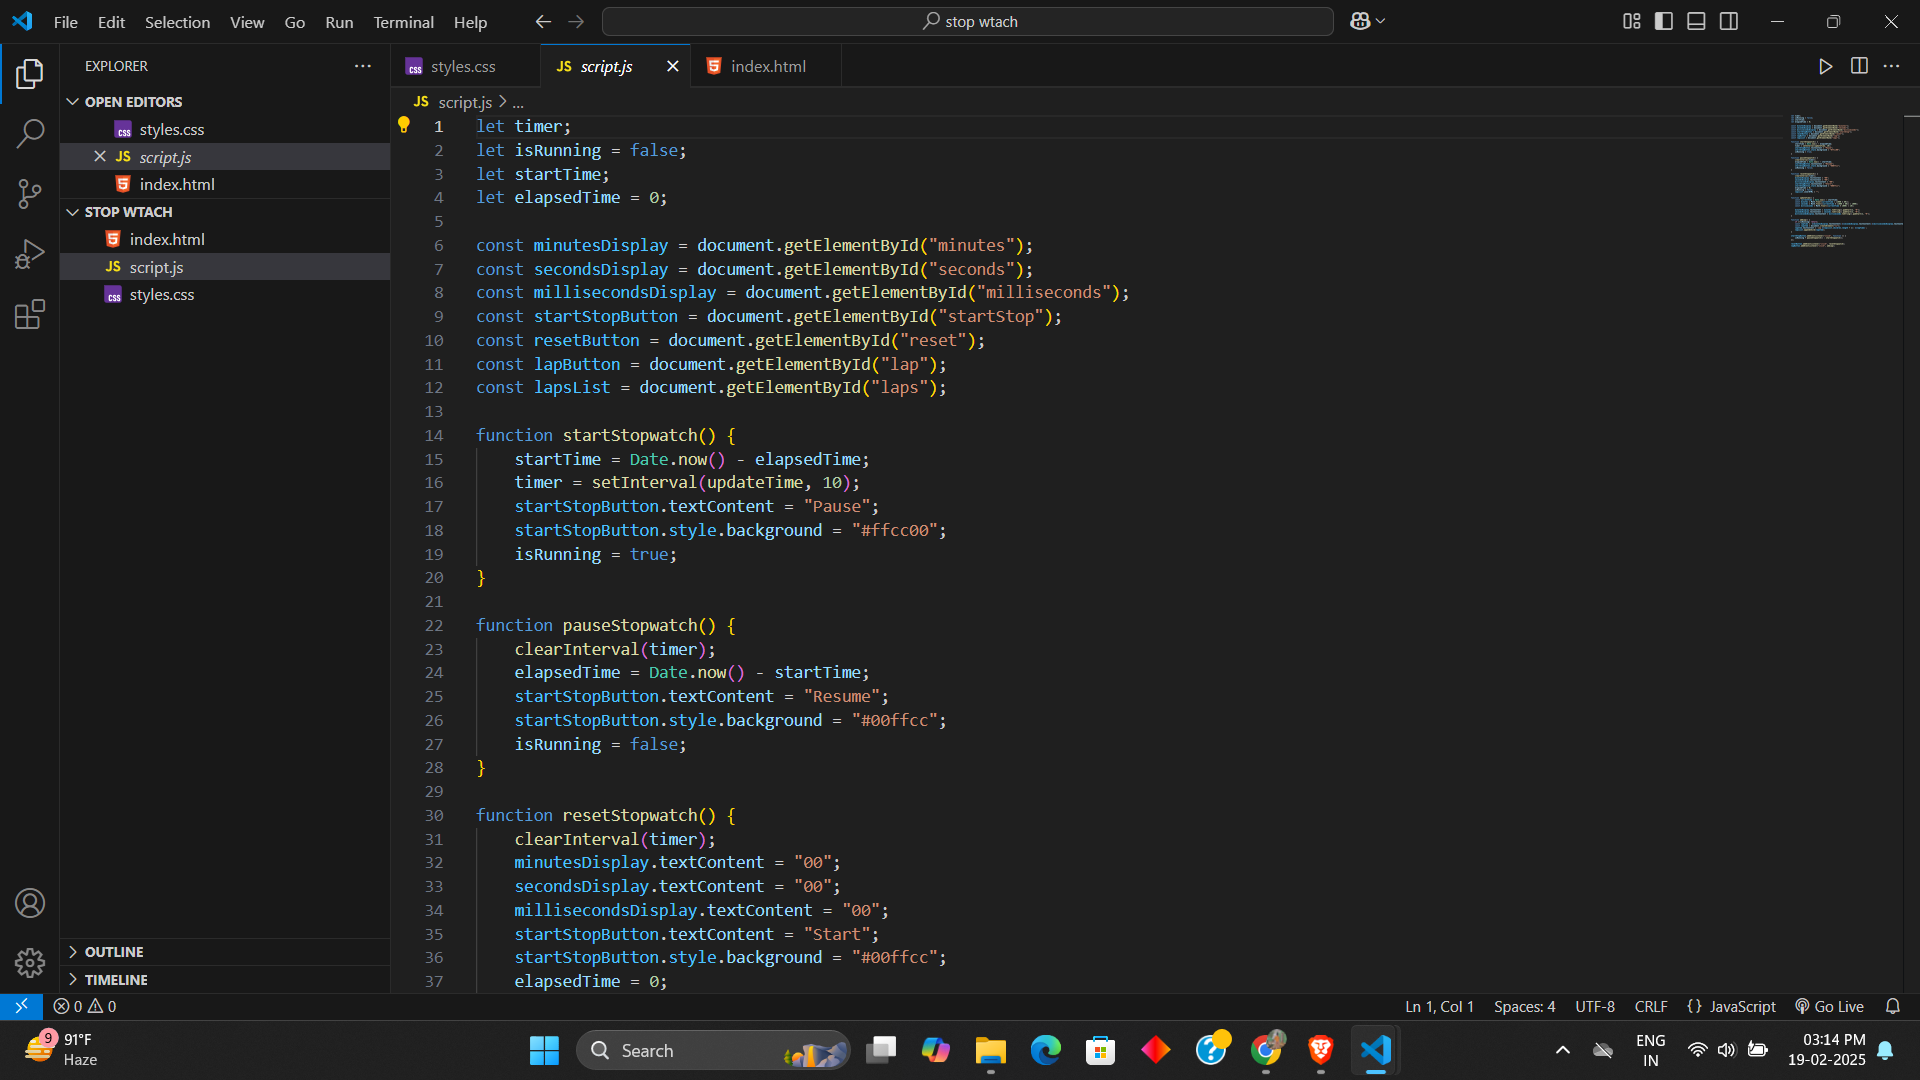 File Edit Selection View Go Run Terminal Help
stop wtach
EXPLORER
OPEN EDITORS
styles.css
JS script.js
index.html
STOP WTACH
index.html
JS script.js
styles.css
OUTLINE
TIMELINE
styles.css JS script.js index.html
JS script.js > ...
1 let timer;
2 let isRunning = false;
3 let startTime;
4 let elapsedTime = 0;
5
6 const minutesDisplay = document.getElementById("minutes");
7 const secondsDisplay = document.getElementById("seconds");
8 const millisecondsDisplay = document.getElementById("milliseconds");
9 const startStopButton = document.getElementById("startStop");
10 const resetButton = document.getElementById("reset");
11 const lapButton = document.getElementById("lap");
12 const lapsList = document.getElementById("laps");
13
14 function startStopwatch() {
15 startTime = Date.now() - elapsedTime;
16 timer = setInterval(updateTime, 10);
17 startStopButton.textContent = "Pause";
18 startStopButton.style.background = "#ffcc00";
19 isRunning = true;
20 }
21
22 function pauseStopwatch() {
23 clearInterval(timer);
24 elapsedTime = Date.now() - startTime;
25 startStopButton.textContent = "Resume";
26 startStopButton.style.background = "#00ffcc";
27 isRunning = false;
28 }
29
30 function resetStopwatch() {
31 clearInterval(timer);
32 minutesDisplay.textContent = "00";
33 secondsDisplay.textContent = "00";
34 millisecondsDisplay.textContent = "00";
35 startStopButton.textContent = "Start";
36 startStopButton.style.background = "#00ffcc";
37 elapsedTime = 0;
0 0 Ln 1, Col 1 Spaces: 4 UTF-8 CRLF {} JavaScript Go Live
9 91°F
Haze
Search
ENG
IN
03:14 PM
19-02-2025